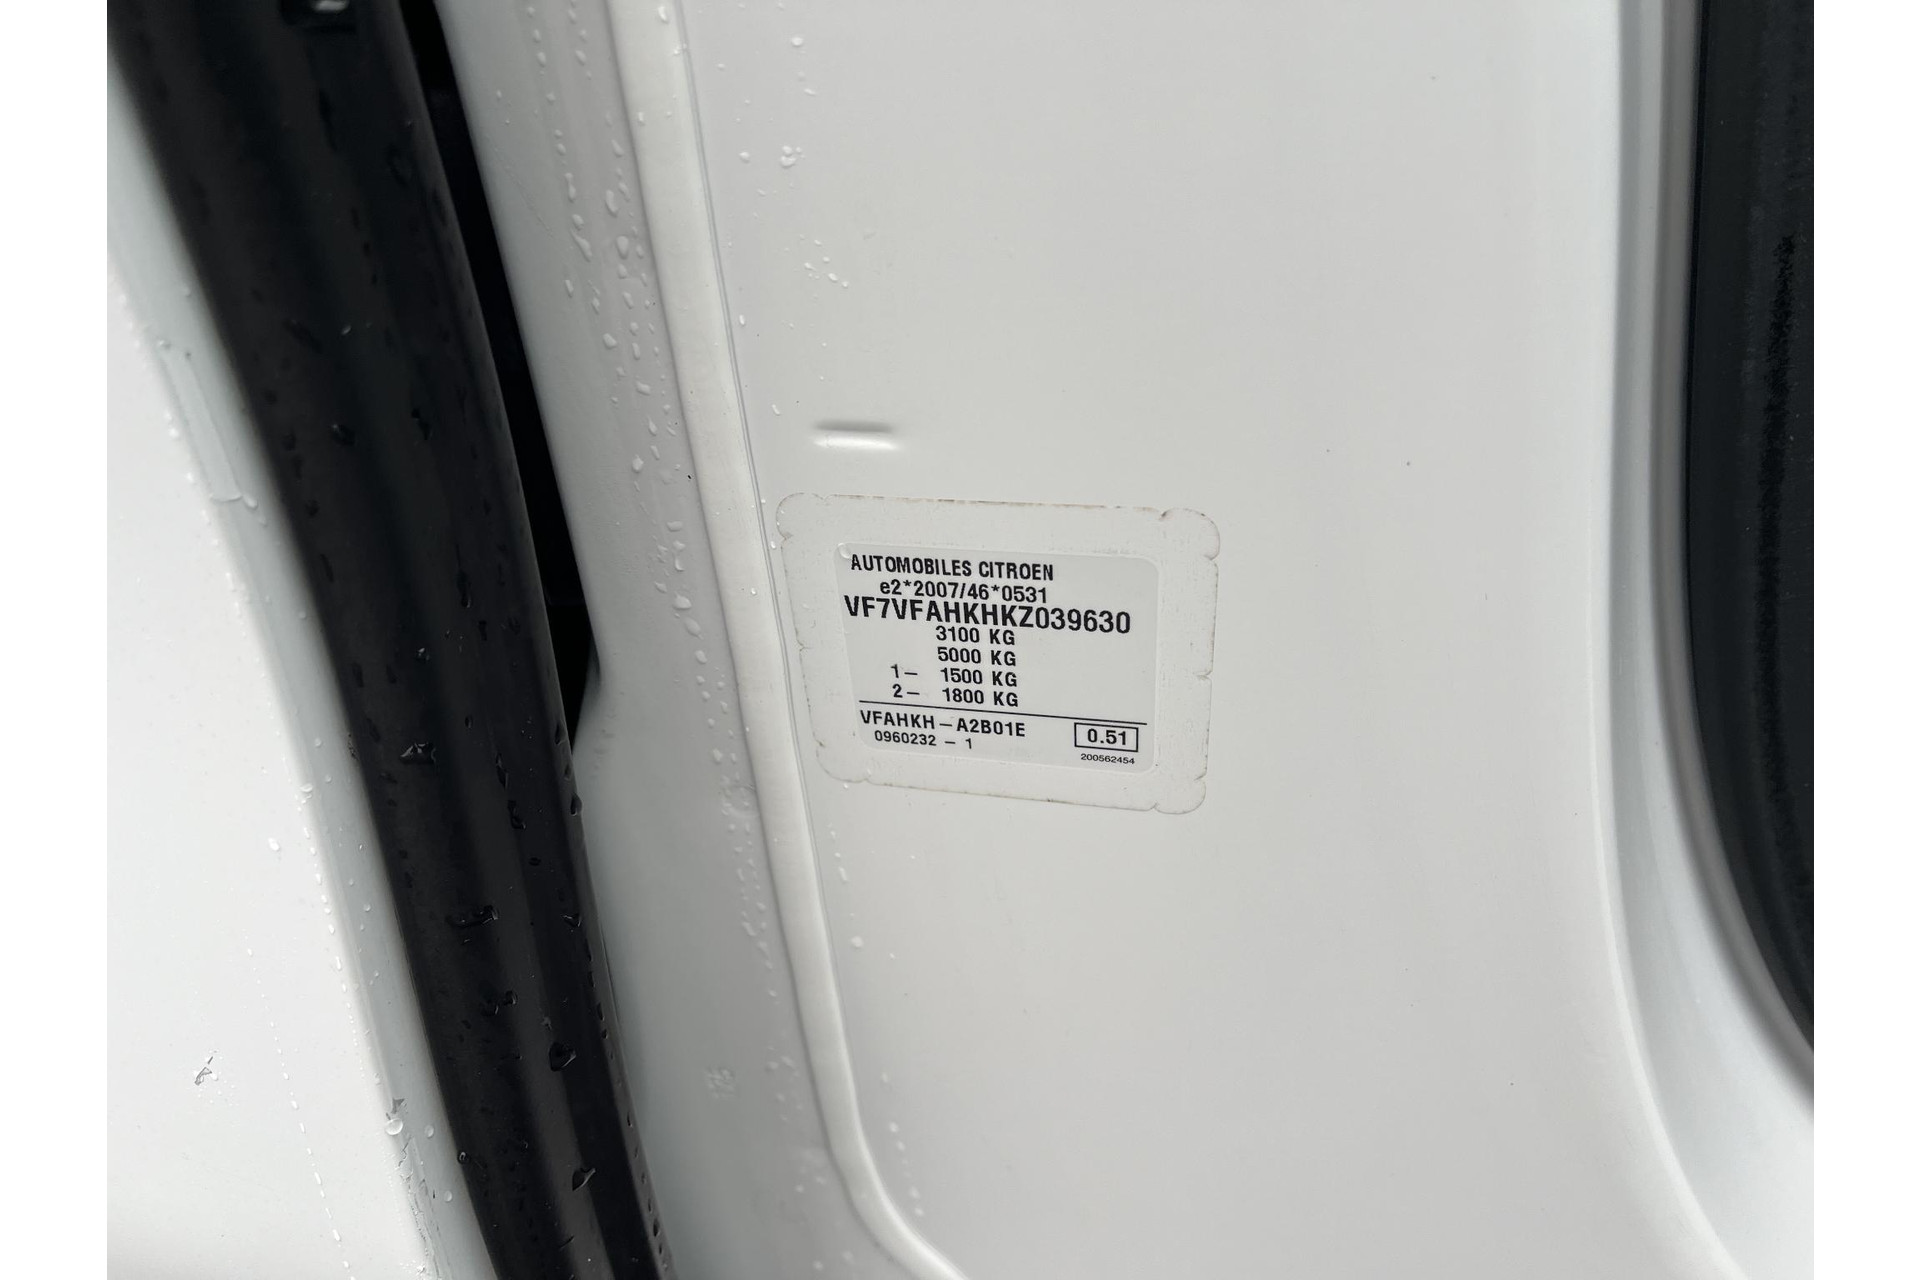 AUTOMOBILES CITROEN
e2*2007/46*0531
VF7VFAHKHKZ039630
3100 KG
5000 KG
1- 1500 KG
2- 1800 KG
VFAHKH-A2B01E
0960232-1
0.51
200562454